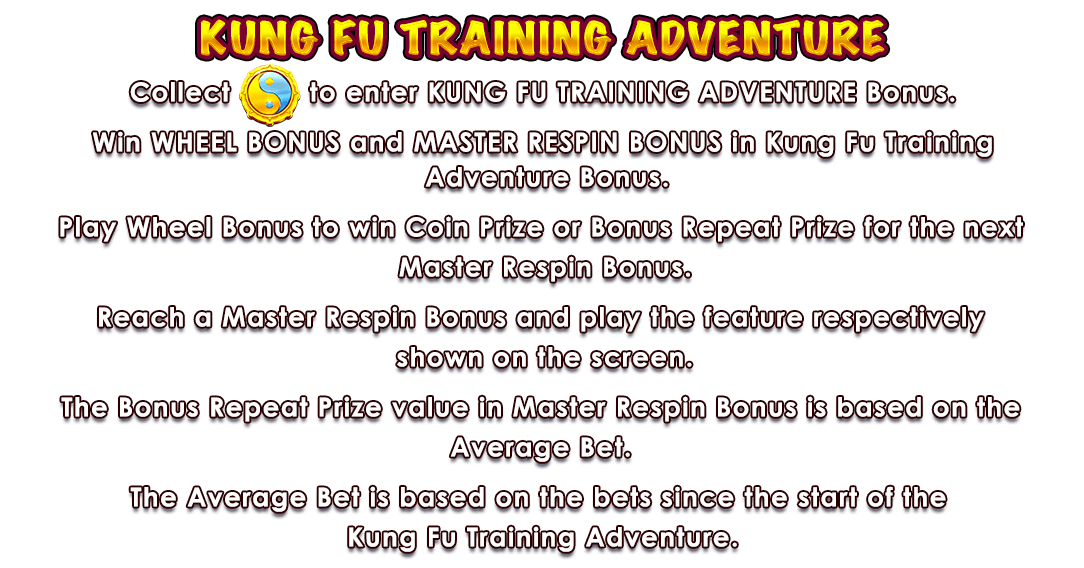 KUNG FU TRAINING ADVENTURE
Collect to enter KUNG FU TRAINING ADVENTURE Bonus.
Win WHEEL BONUS and MASTER RESPIN BONUS in Kung Fu Training
Adventure Bonus.
Play Wheel Bonus to win Coin Prize or Bonus Repeat Prize for the next
Master Respin Bonus.
Reach a Master Respin Bonus and play the feature respectively
shown on the screen.
The Bonus Repeat Prize value in Master Respin Bonus is based on the
Average Bet.
The Average Bet is based on the bets since the start of the
Kung Fu Training Adventure.